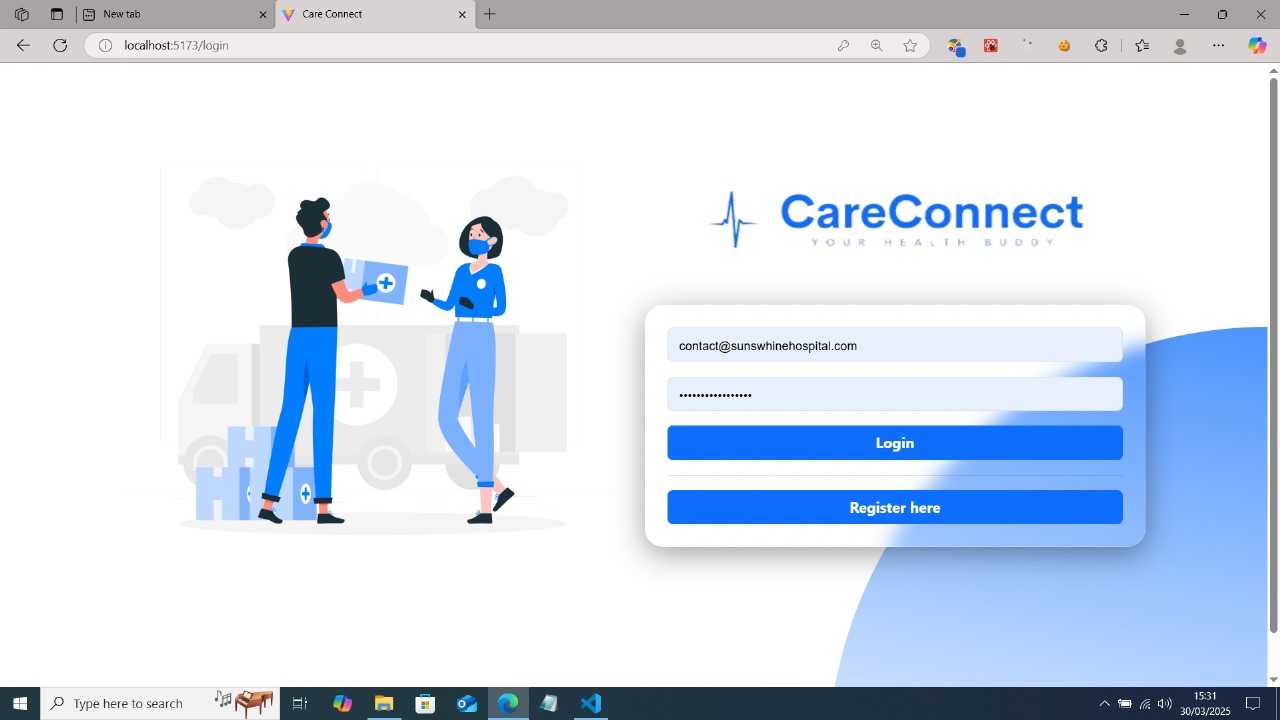 New tab
Care Connect
localhost:5173/login
CareConnect
YOUR HEALTH BUDDY
contact@sunswhinehospital.com
•••••••••••••••••
Login
Register here
Type here to search
15:31
30/03/2025